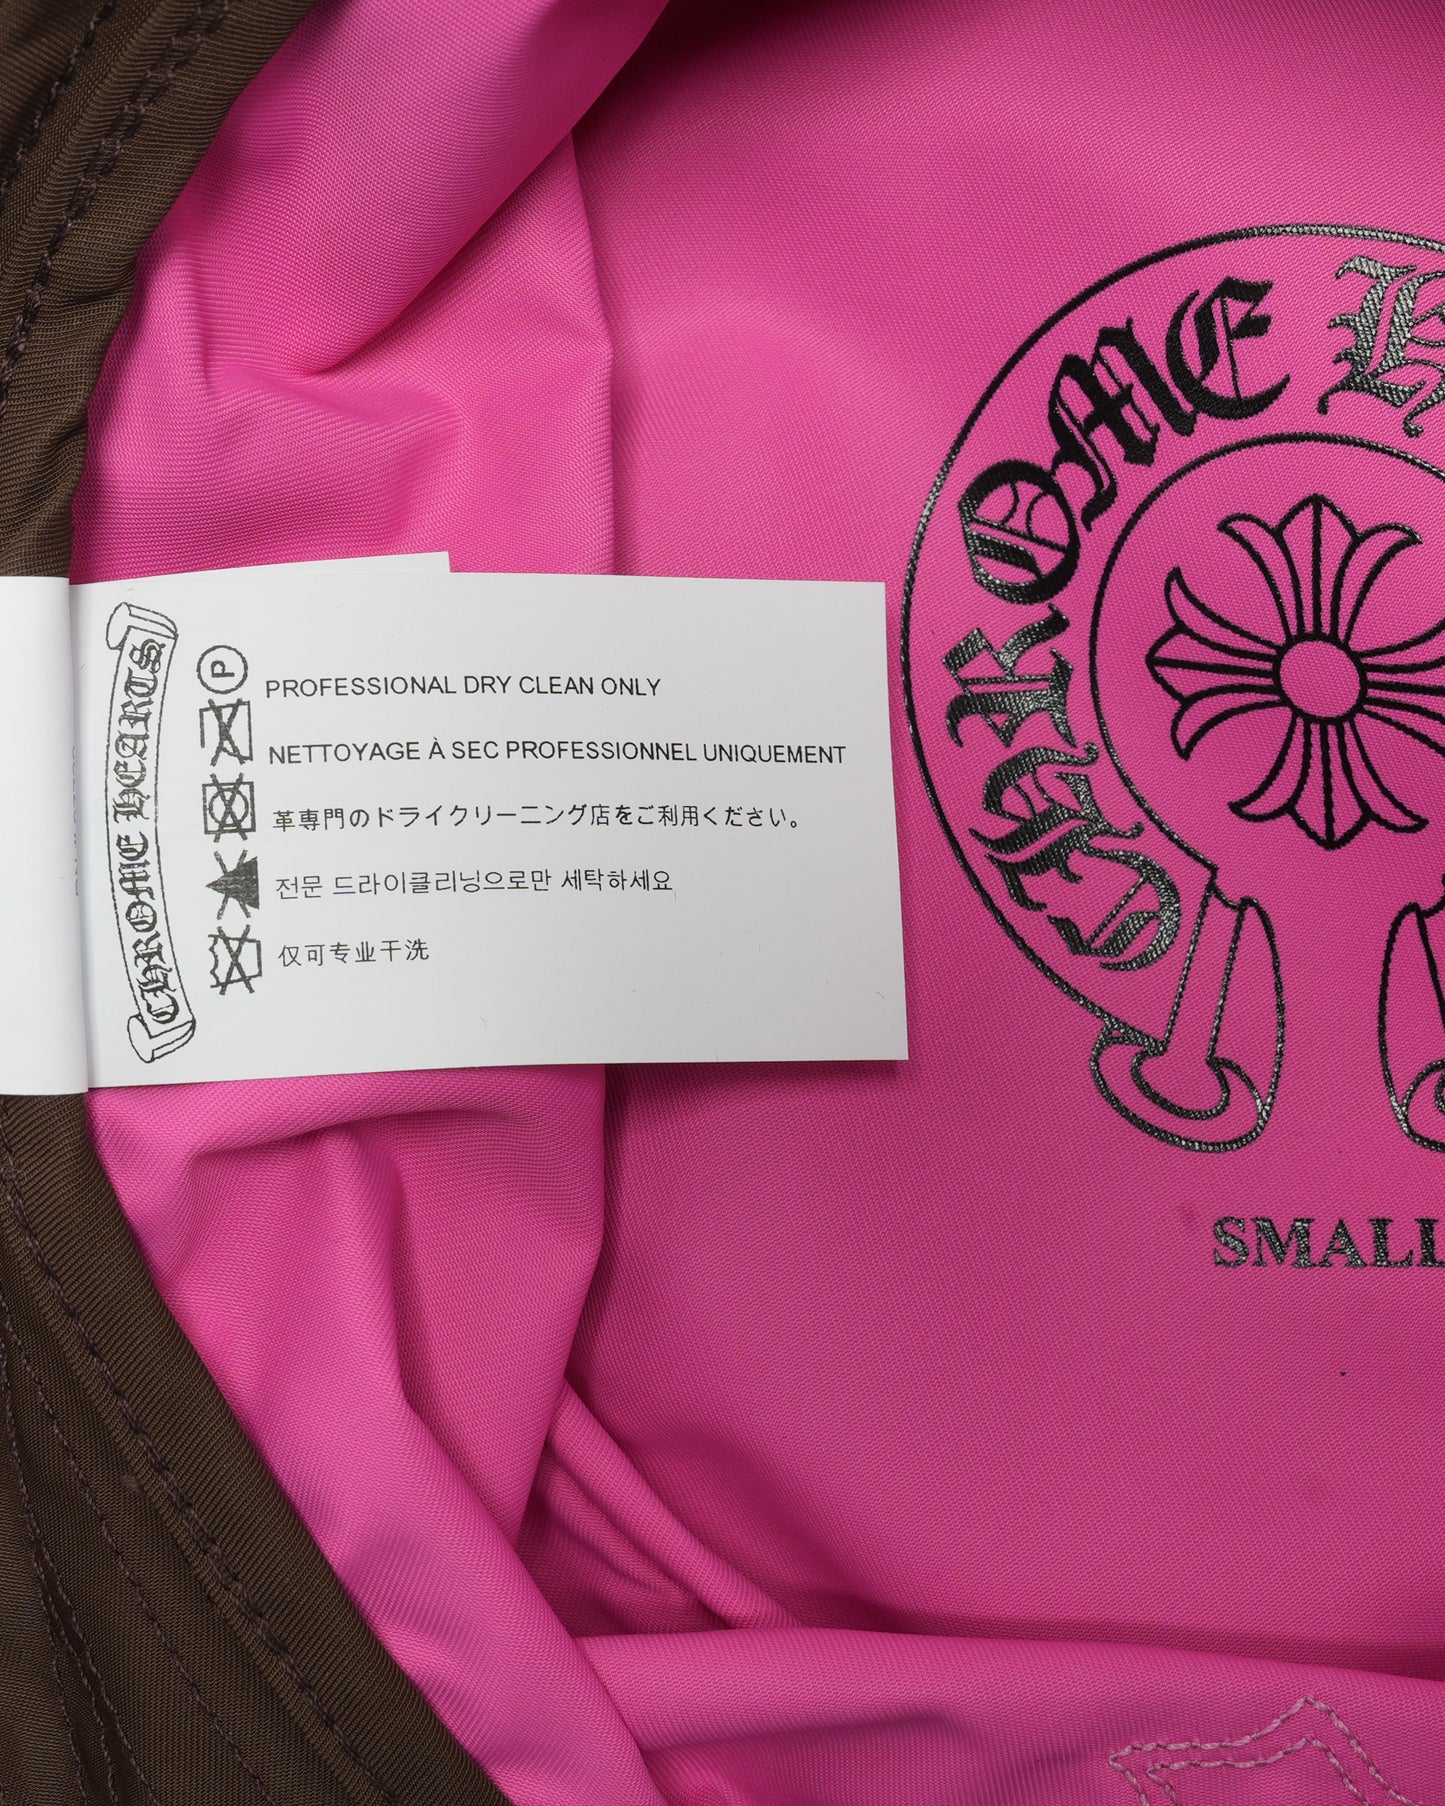 CHROME HEARTS
P
PROFESSIONAL DRY CLEAN ONLY
NETTOYAGE À SEC PROFESSIONNEL UNIQUEMENT
革専門のドライクリーニング店をご利用ください。
전문 드라이클리닝으로만 세탁하세요
仅可专业干洗
CHROME H
SMALL